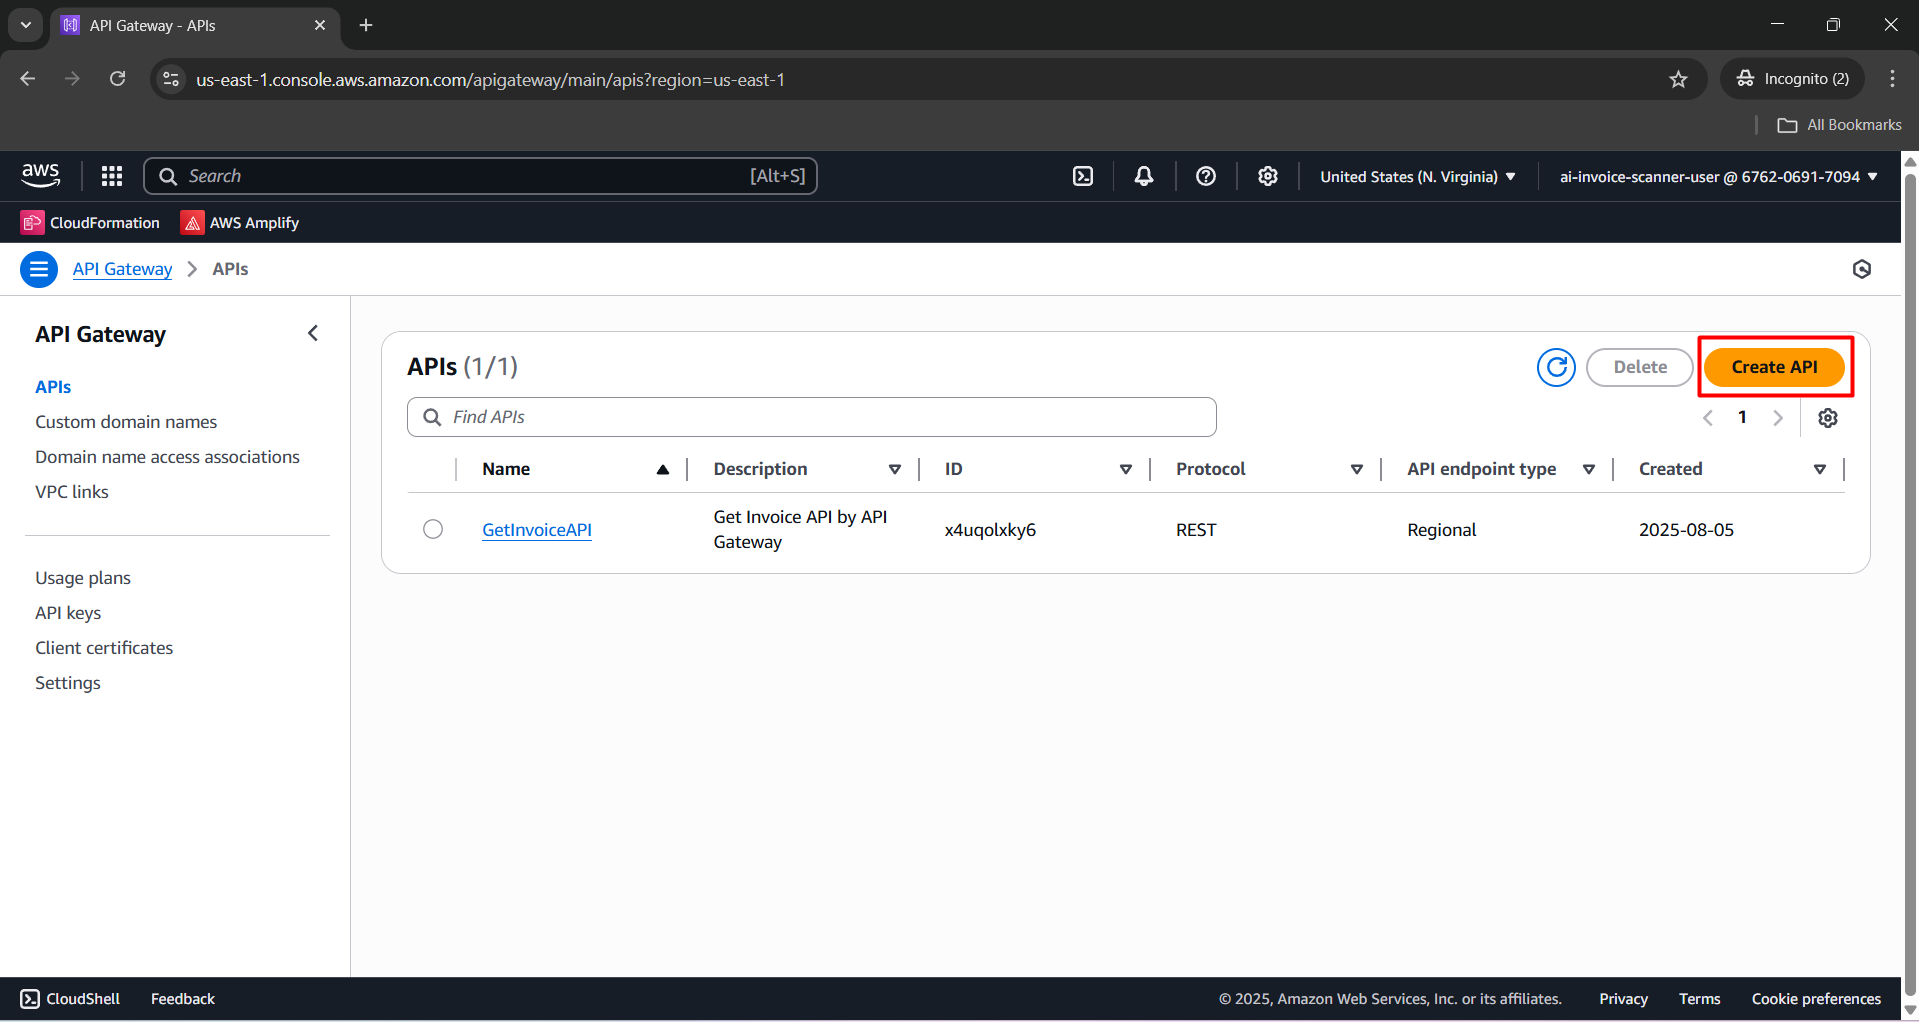 API Gateway - APIs
us-east-1.console.aws.amazon.com/apigateway/main/apis?region=us-east-1
Incognito (2)
All Bookmarks
aws
Search
[Alt+S]
United States (N. Virginia)
ai-invoice-scanner-user @ 6762-0691-7094
CloudFormation
AWS Amplify
API Gateway
APIs
API Gateway
APIs
Custom domain names
Domain name access associations
VPC links
Usage plans
API keys
Client certificates
Settings
APIs (1/1)
Delete
Create API
Find APIs
1
Name
Description
ID
Protocol
API endpoint type
Created
GetInvoiceAPI
Get Invoice API by API
Gateway
x4uqolxky6
REST
Regional
2025-08-05
CloudShell
Feedback
© 2025, Amazon Web Services, Inc. or its affiliates.
Privacy
Terms
Cookie preferences